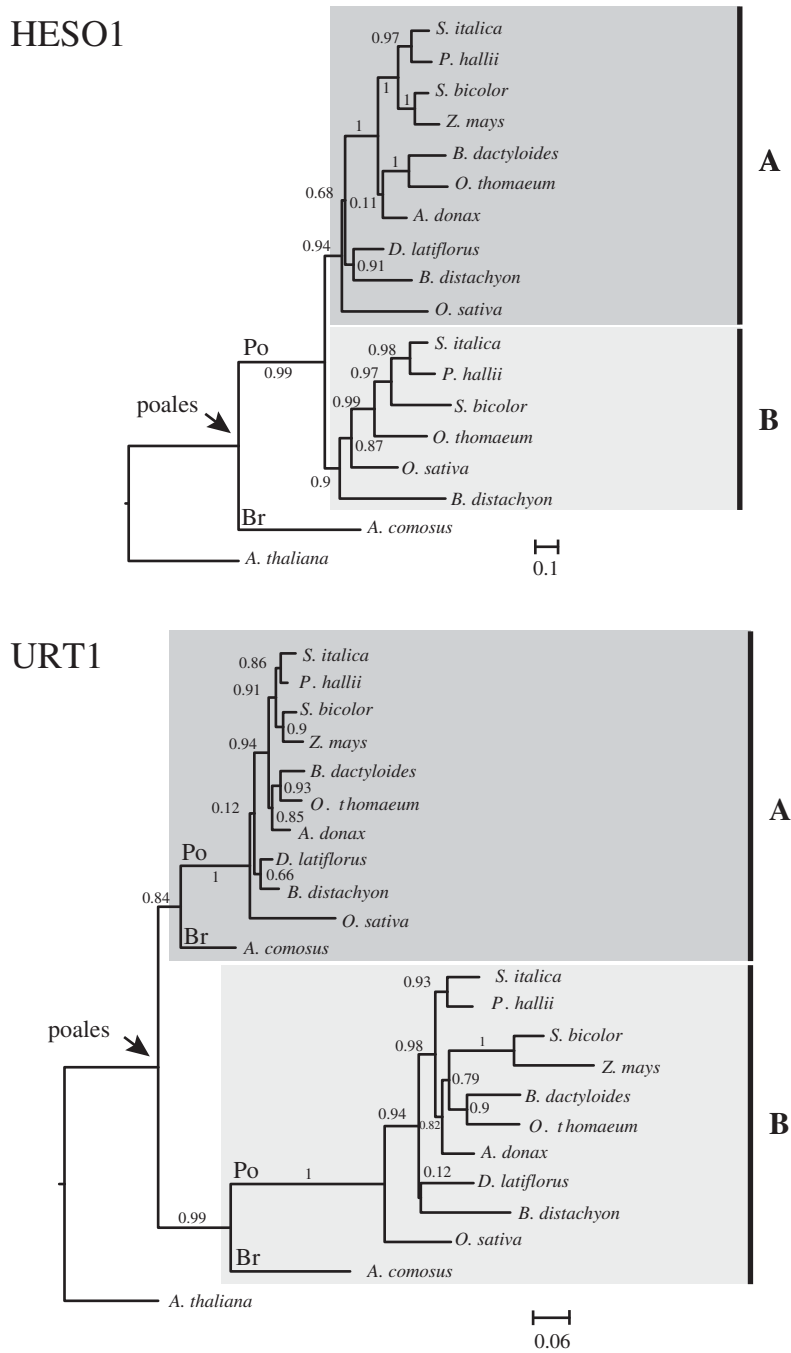 HESO1
0.97
S. italica
P. hallii
1
1
S. bicolor
Z. mays
1
1
B. dactyloides
O. thomaeum
0.11
A. donax
0.68
D. latiflorus
0.91
B. distachyon
0.94
O. sativa
A
Po
0.99
0.98
S. italica
0.97
P. hallii
0.99
S. bicolor
0.87
O. thomaeum
O. sativa
0.9
B. distachyon
B
poales
Br
A. comosus
A. thaliana
0.1
URT1
0.86
S. italica
0.91
P. hallii
S. bicolor
0.9
Z. mays
0.94
B. dactyloides
0.93
O. thomaeum
0.12
0.85
A. donax
D. latiflorus
0.66
B. distachyon
Po
1
O. sativa
0.84
Br
A. comosus
A
0.93
S. italica
P. hallii
poales
0.98
1
S. bicolor
Z. mays
0.79
B. dactyloides
0.9
0.94
0.82
O. thomaeum
A. donax
0.12
D. latiflorus
Po
1
B. distachyon
0.99
O. sativa
Br
A. comosus
B
A. thaliana
0.06